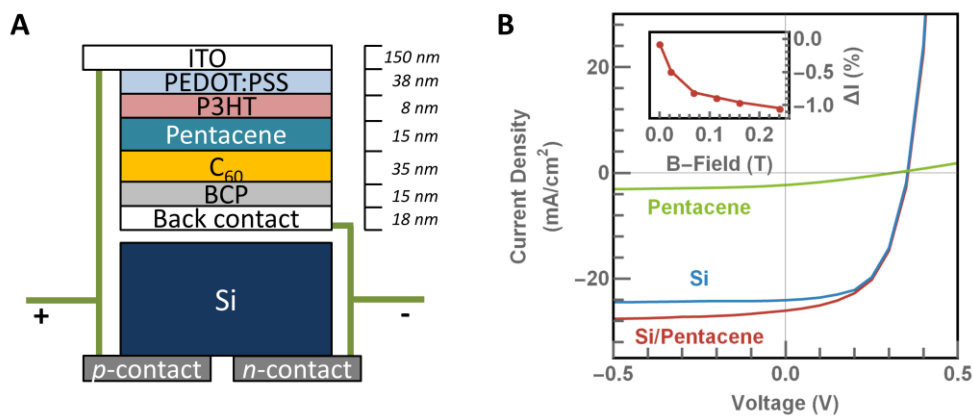 A
ITO
150 nm
PEDOT:PSS
38 nm
P3HT
8 nm
Pentacene
15 nm
C60
35 nm
BCP
15 nm
Back contact
18 nm
Si
+
-
p-contact
n-contact
B
Current Density
(mA/cm2)
20
0
−20
0.0
−0.5
−1.0
ΔI (%)
0.0
0.1
0.2
B−Field (T)
Pentacene
Si
Si/Pentacene
−0.5
0.0
0.5
Voltage (V)